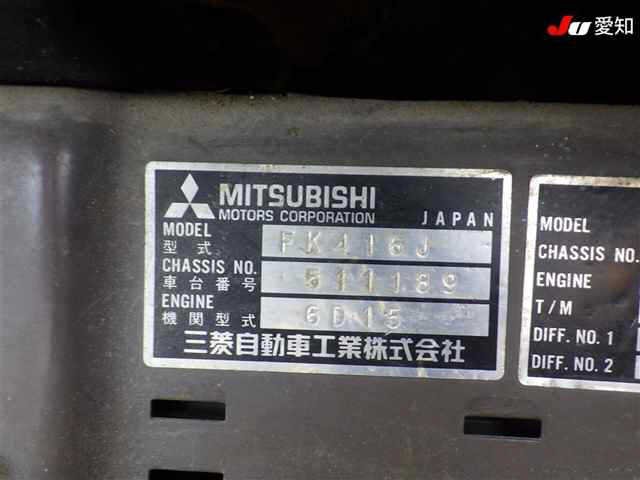 JU 愛知
MITSUBISHI
MOTORS CORPORATION JAPAN
MODEL
型式 FK416J
CHASSIS NO.
車台番号 511189
ENGINE
機関型式 6D15
三菱自動車工業株式会社
MODEL
CHASSIS NO.
ENGINE
T/M
DIFF. NO. 1
DIFF. NO. 2